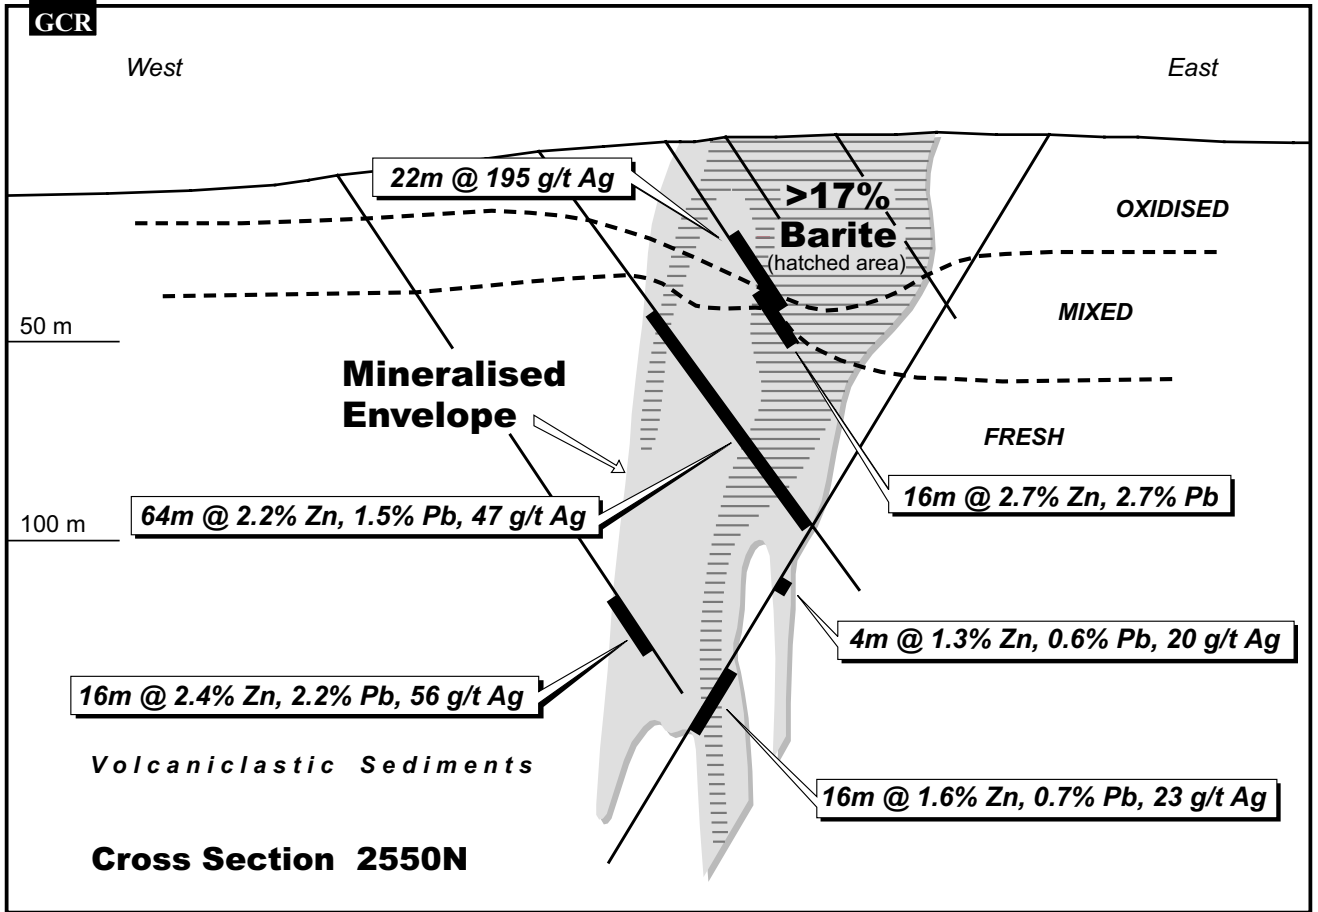 GCR
West
East
22m @ 195 g/t Ag
>17%
Barite
(hatched area)
OXIDISED
MIXED
50 m
Mineralised
Envelope
FRESH
16m @ 2.7% Zn, 2.7% Pb
64m @ 2.2% Zn, 1.5% Pb, 47 g/t Ag
100 m
4m @ 1.3% Zn, 0.6% Pb, 20 g/t Ag
16m @ 2.4% Zn, 2.2% Pb, 56 g/t Ag
Volcaniclastic Sediments
16m @ 1.6% Zn, 0.7% Pb, 23 g/t Ag
Cross Section 2550N